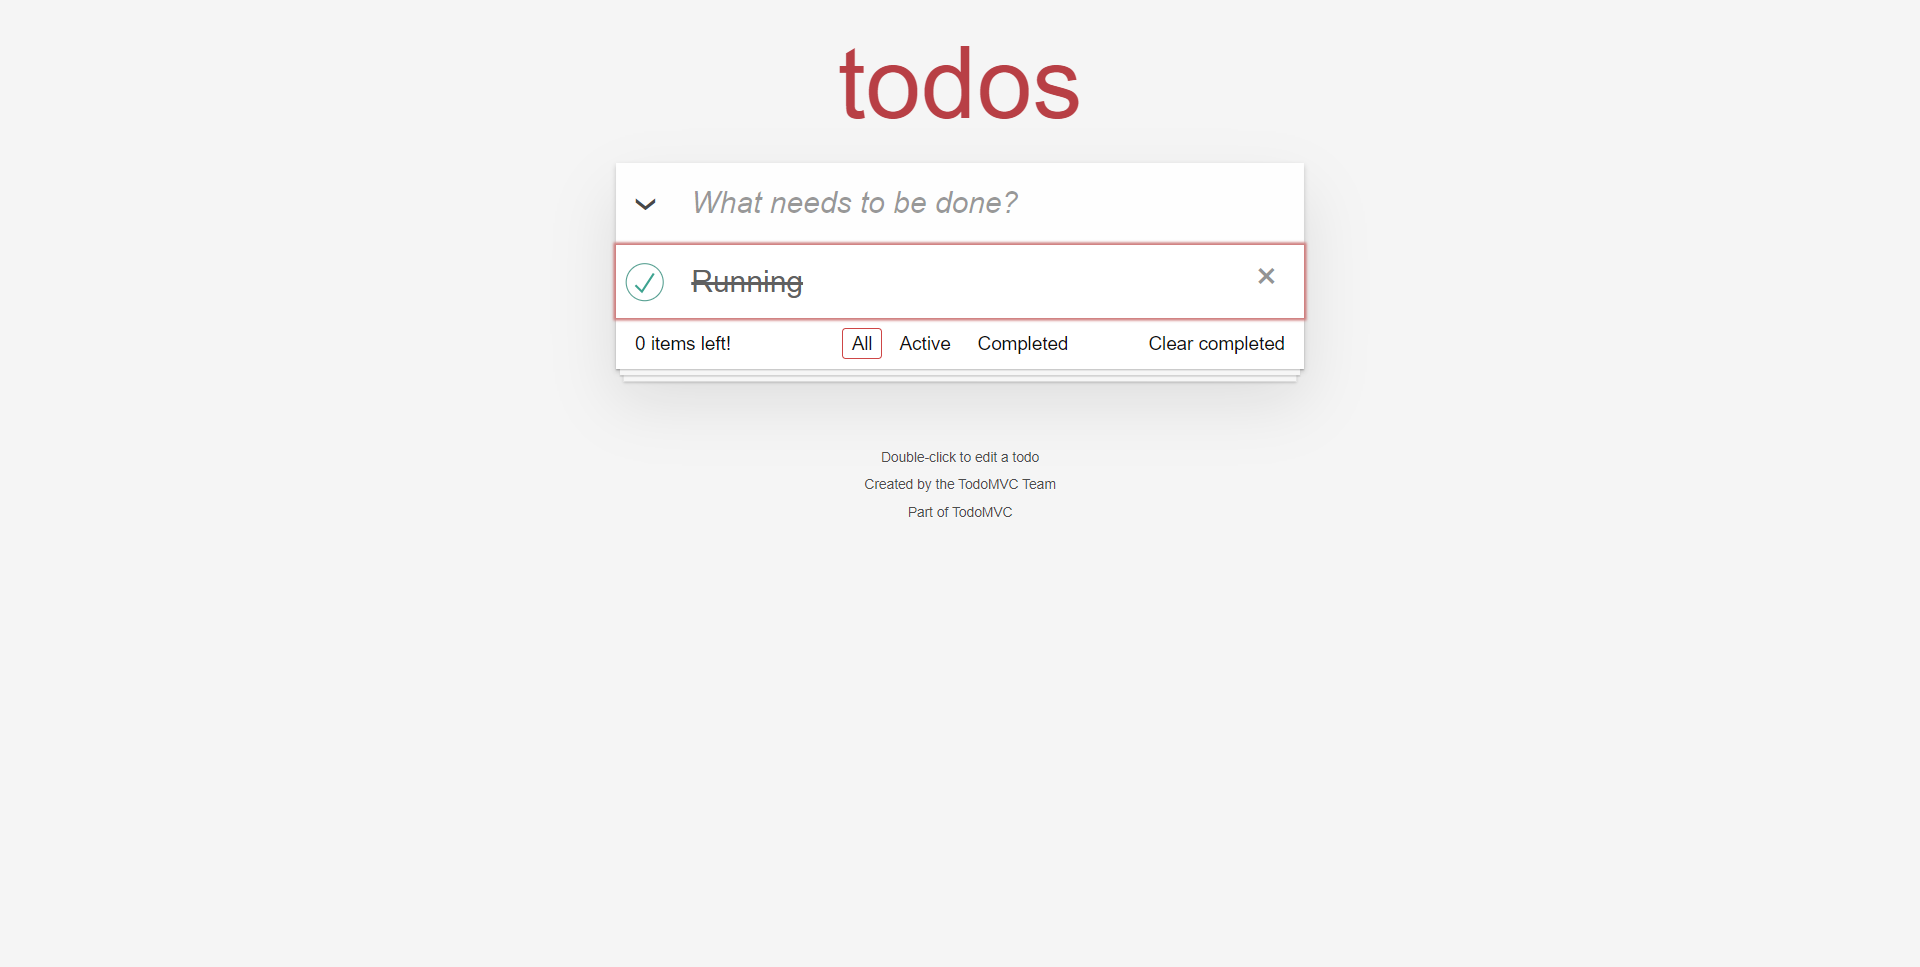 todos
What needs to be done?
Running
0 items left! All Active Completed Clear completed
Double-click to edit a todo
Created by the TodoMVC Team
Part of TodoMVC